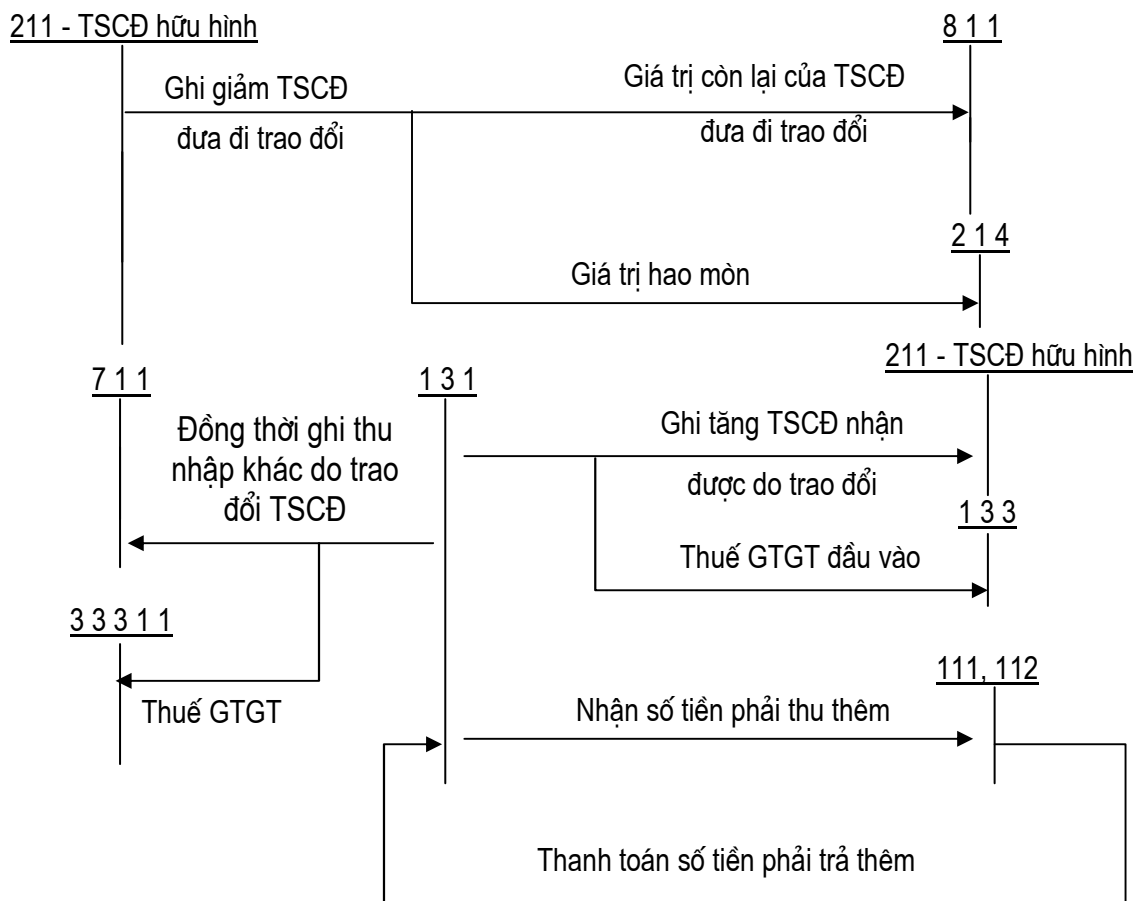 211 - TSCĐ hữu hình
8 1 1
Ghi giảm TSCĐ
đưa đi trao đổi
Giá trị còn lại của TSCĐ
đưa đi trao đổi
2 1 4
Giá trị hao mòn
211 - TSCĐ hữu hình
7 1 1
1 3 1
Đồng thời ghi thu
nhập khác do trao
đổi TSCĐ
Ghi tăng TSCĐ nhận
được do trao đổi
1 3 3
Thuế GTGT đầu vào
3 3 3 1 1
Thuế GTGT
111, 112
Nhận số tiền phải thu thêm
Thanh toán số tiền phải trả thêm